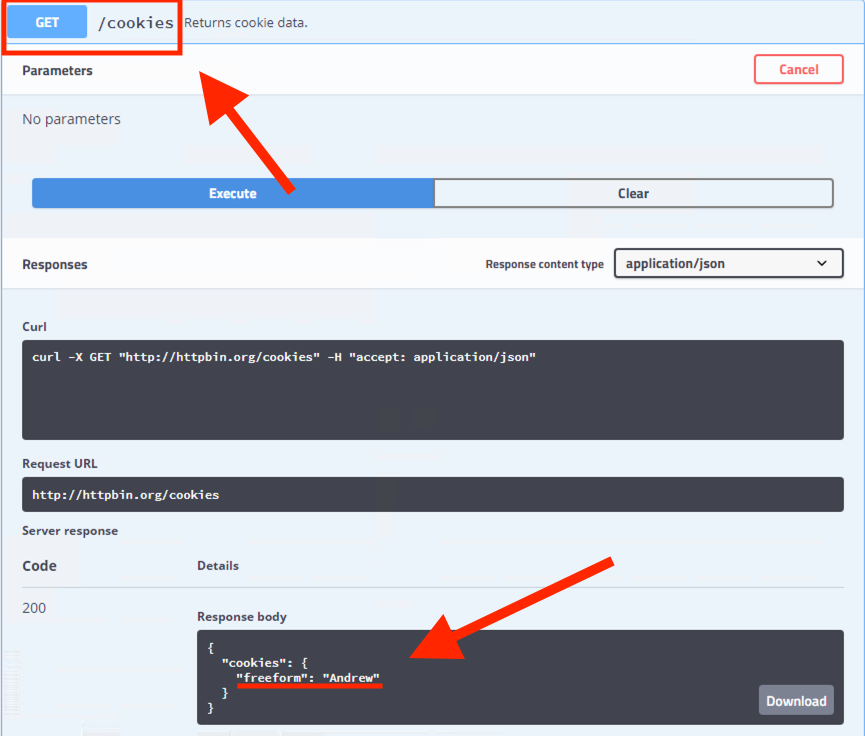 GET /cookies Returns cookie data.
Parameters Cancel
No parameters
Execute Clear
Responses Response content type application/json
Curl
curl -X GET "http://httpbin.org/cookies" -H "accept: application/json"
Request URL
http://httpbin.org/cookies
Server response
Code Details
200
Response body
{
"cookies": {
"freeform": "Andrew"
}
}
Download